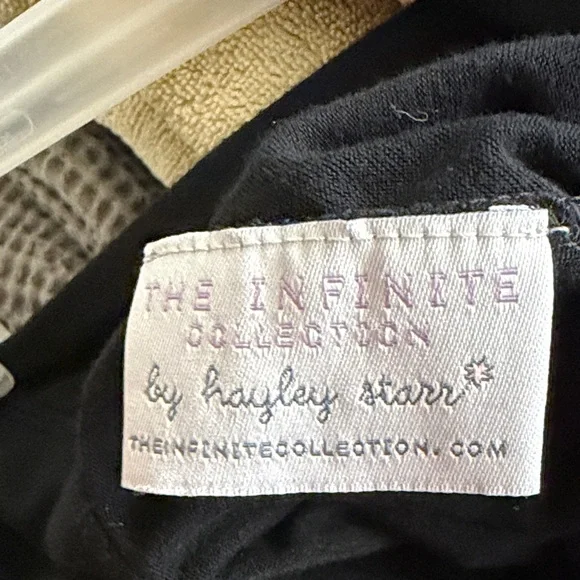 THE INFINITE
COLLECTION
by hayley starr
THEINFINITECOLLECTION.COM